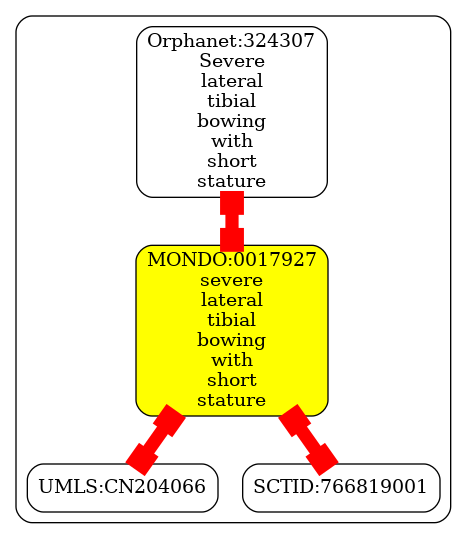 Orphanet:324307
Severe
lateral
tibial
bowing
with
short
stature
MONDO:0017927
severe
lateral
tibial
bowing
with
short
stature
UMLS:CN204066
SCTID:766819001